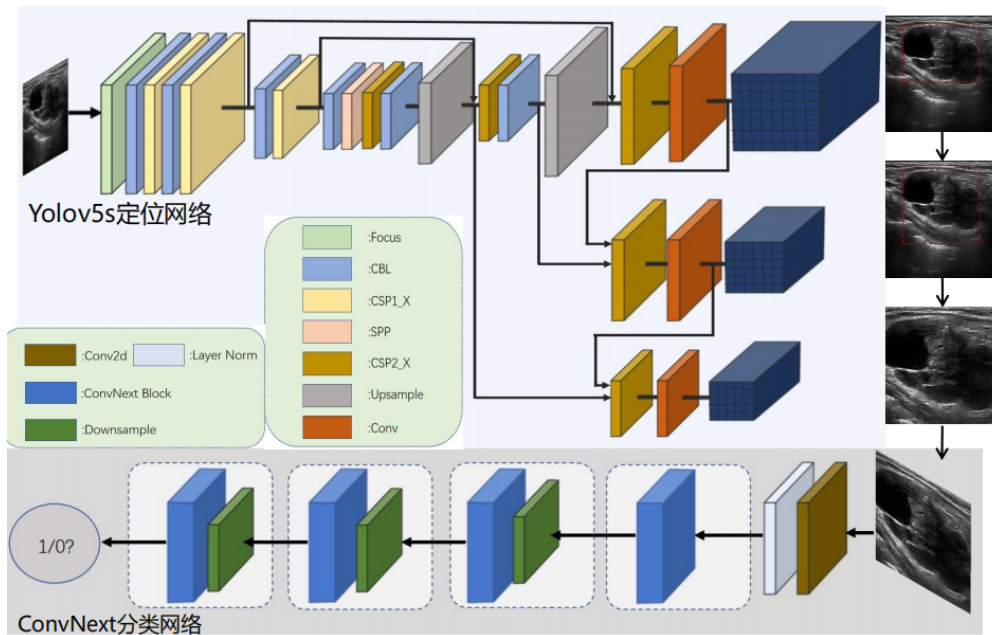 Yolov5s定位网络
:Focus
:CBL
:CSP1_X
:SPP
:CSP2_X
:Upsample
:Conv
:Conv2d :Layer Norm
:ConvNext Block
:Downsample
1/0?
ConvNext分类网络